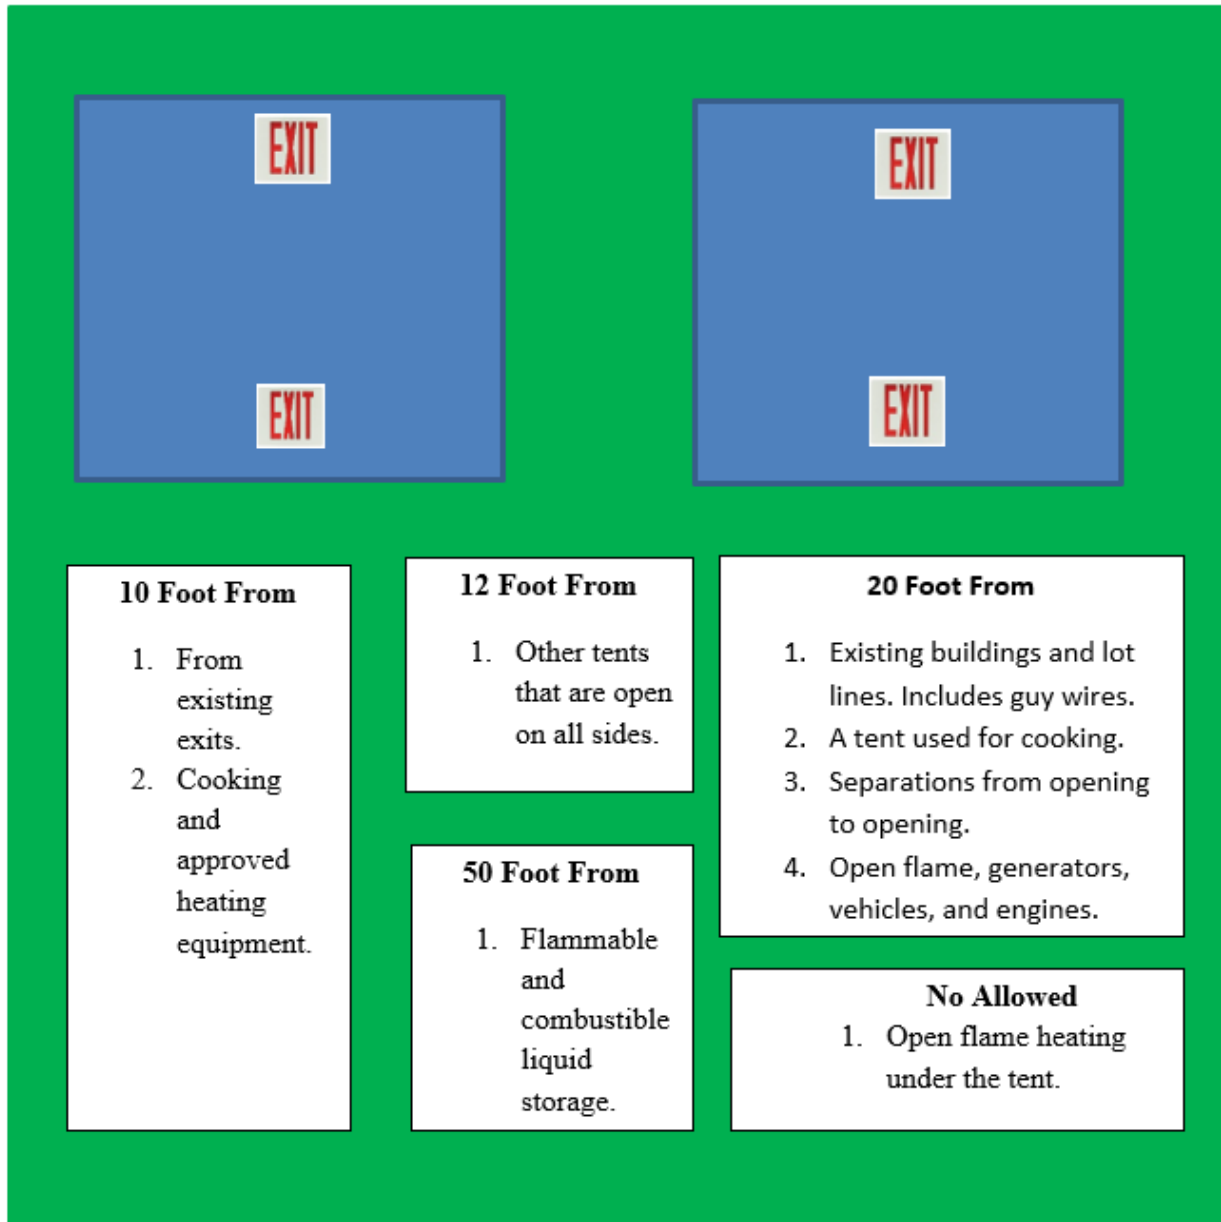 EXIT
EXIT
EXIT
EXIT
10 Foot From
1. From
existing
exits.
2. Cooking
and
approved
heating
equipment.
12 Foot From
1. Other tents
that are open
on all sides.
50 Foot From
1. Flammable
and
combustible
liquid
storage.
20 Foot From
1. Existing buildings and lot
lines. Includes guy wires.
2. A tent used for cooking.
3. Separations from opening
to opening.
4. Open flame, generators,
vehicles, and engines.
No Allowed
1. Open flame heating
under the tent.